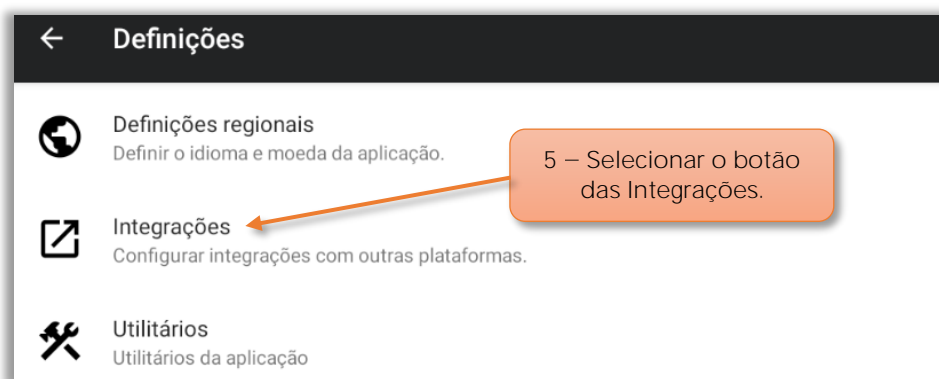 Definições
Definições regionais
Definir o idioma e moeda da aplicação.
5 – Selecionar o botão
das Integrações.
Integrações
Configurar integrações com outras plataformas.
Utilitários
Utilitários da aplicação